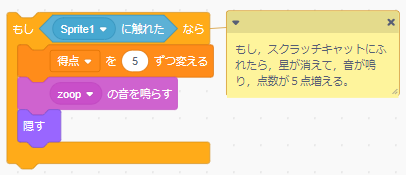 もし Sprite1 に触れた なら
得点 を 5 ずつ変える
zoop の音を鳴らす
隠す
もし，スクラッチキャットにふ
れたら，星が消えて，音が鳴
り，点数が５点増える。